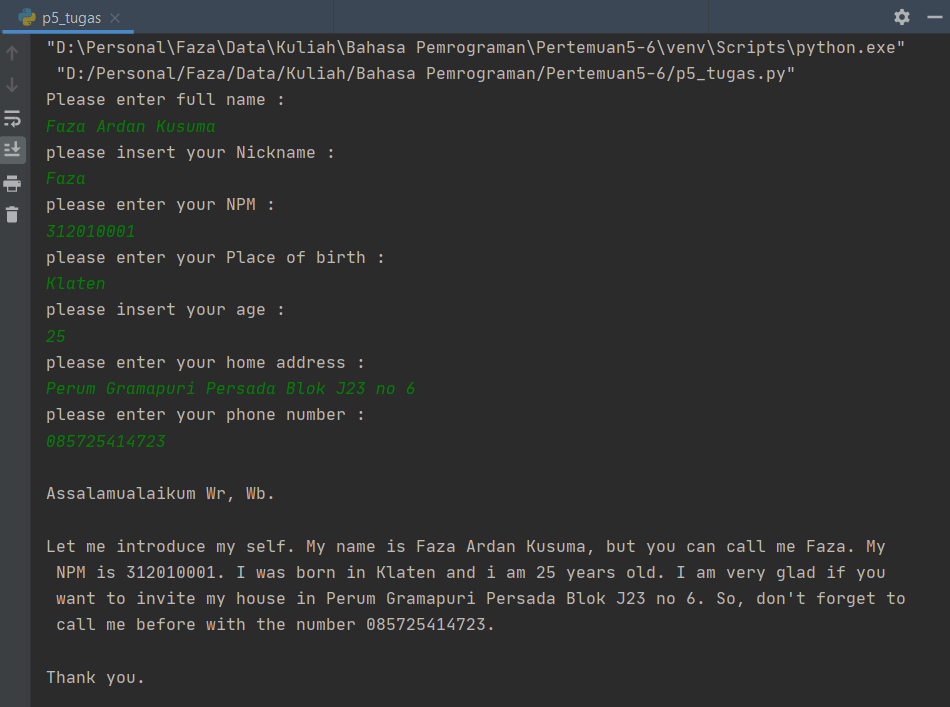 p5_tugas
"D:\Personal\Faza\Data\Kuliah\Bahasa Pemrograman\Pertemuan5-6\venv\Scripts\python.exe"
"D:/Personal/Faza/Data/Kuliah/Bahasa Pemrograman/Pertemuan5-6/p5_tugas.py"
Please enter full name :
Faza Ardan Kusuma
please insert your Nickname :
Faza
please enter your NPM :
312010001
please enter your Place of birth :
Klaten
please insert your age :
25
please enter your home address :
Perum Gramapuri Persada Blok J23 no 6
please enter your phone number :
085725414723
Assalamualaikum Wr, Wb.
Let me introduce my self. My name is Faza Ardan Kusuma, but you can call me Faza. My
NPM is 312010001. I was born in Klaten and i am 25 years old. I am very glad if you
want to invite my house in Perum Gramapuri Persada Blok J23 no 6. So, don't forget to
call me before with the number 085725414723.
Thank you.